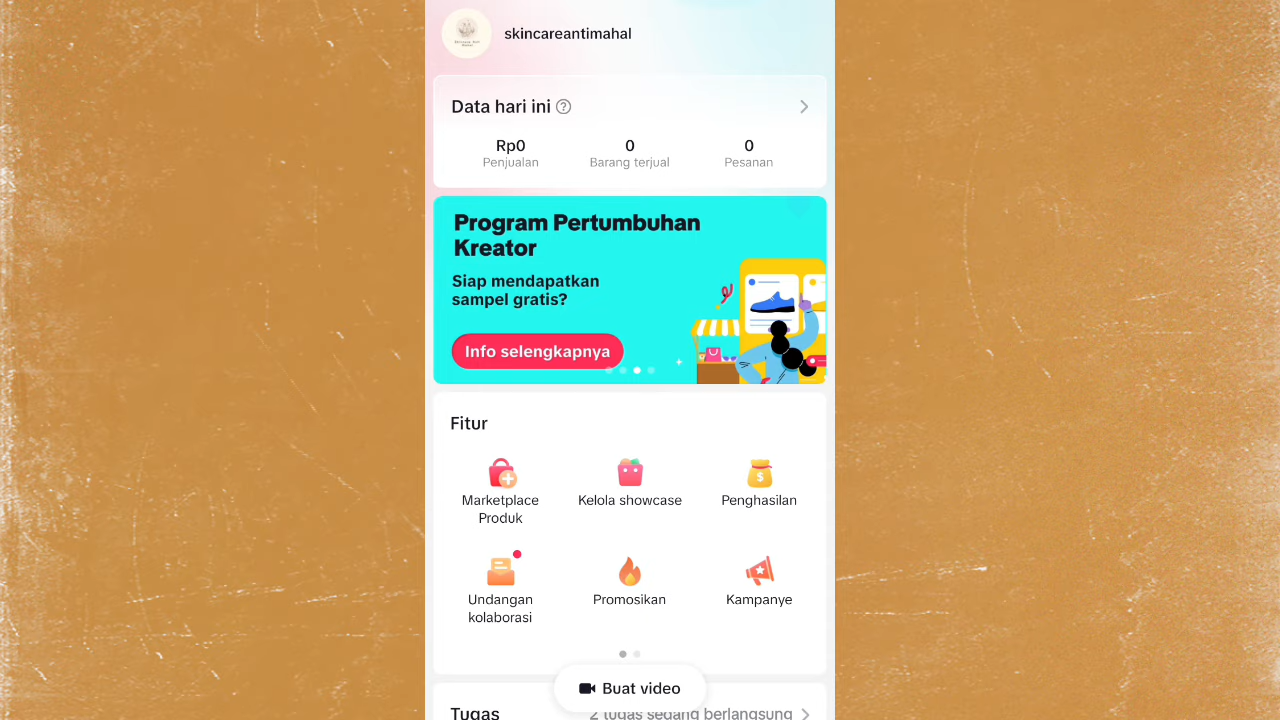 skincareantimahal
Data hari ini
Rp0 0 0
Penjualan Barang terjual Pesanan
Program Pertumbuhan
Kreator
Siap mendapatkan
sampel gratis?
Info selengkapnya
Fitur
Marketplace
Produk
Kelola showcase
Penghasilan
Undangan
kolaborasi
Promosikan
Kampanye
Buat video
Tugas 2 tugas sedang berlangsung